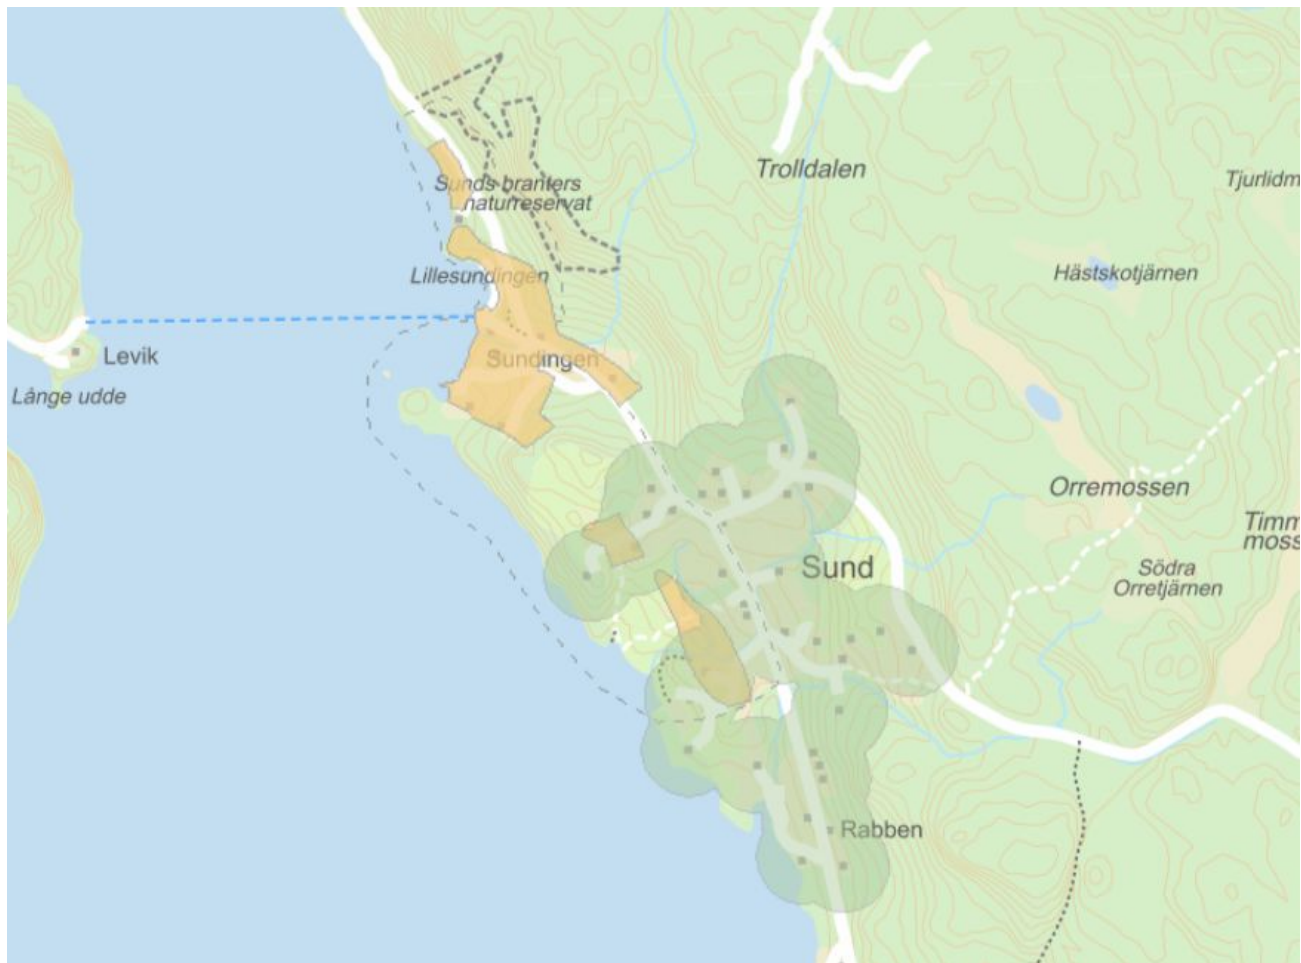 Trolldalen
Tjurlidm
Sunds branters
naturreservat
Lillesundingen
Hästskotjärnen
Levik
Sundingen
Långe udde
Orremossen
Timm
moss
Sund
Södra
Orretjärnen
Rabben